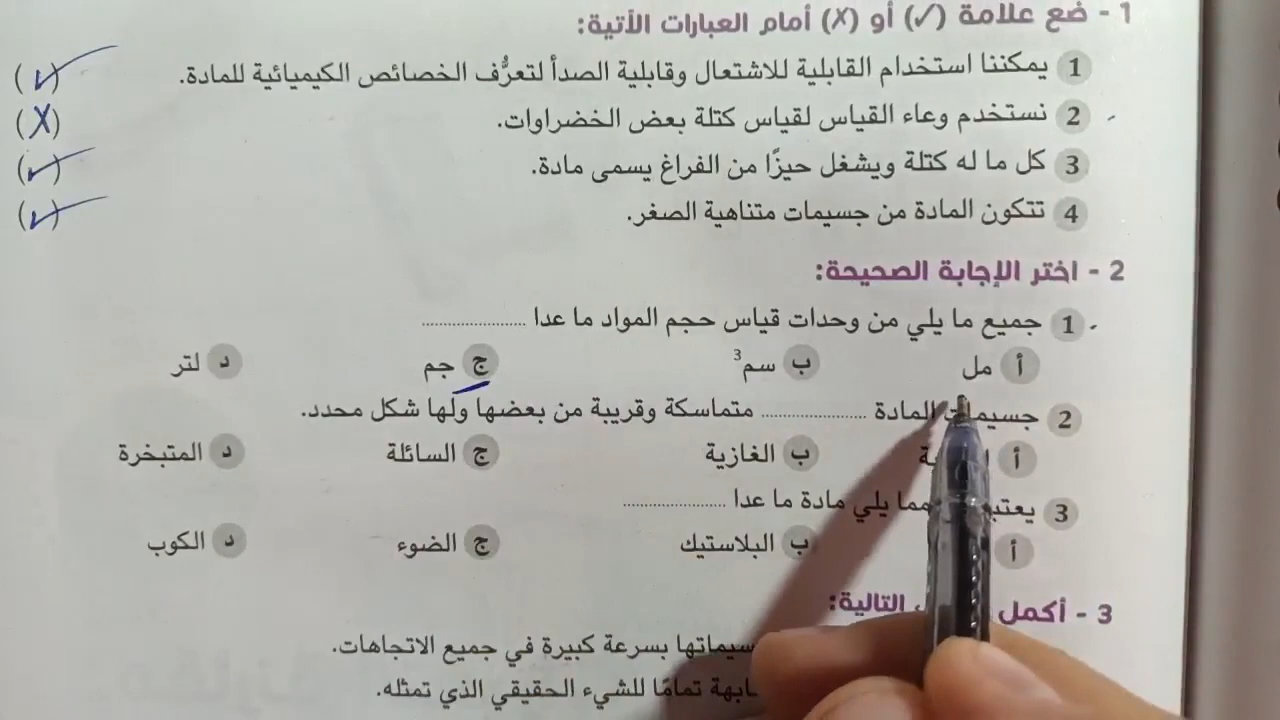 1 - ضع علامة (✓) أو (✗) أمام العبارات الآتية:
1 يمكننا استخدام القابلية للاشتعال وقابلية الصدأ لتعرُّف الخصائص الكيميائية للمادة. (✓)
2 نستخدم وعاء القياس لقياس كتلة بعض الخضراوات. (✗)
3 كل ما له كتلة ويشغل حيزًا من الفراغ يسمى مادة. (✓)
4 تتكون المادة من جسيمات متناهية الصغر. (✓)
2 - اختر الإجابة الصحيحة:
1 جميع ما يلي من وحدات قياس حجم المواد ما عدا ......................
أ مل ب سم³ ج جم د لتر
2 جسيمات المادة ...................... متماسكة وقريبة من بعضها ولها شكل محدد.
أ ب الغازية ج السائلة د المتبخرة
3 مما يلي مادة ما عدا ......................
أ ب البلاستيك ج الضوء د الكوب
3 - أكمل التالية:
بسرعة كبيرة في جميع الاتجاهات.
تمامًا للشيء الحقيقي الذي تمثله.